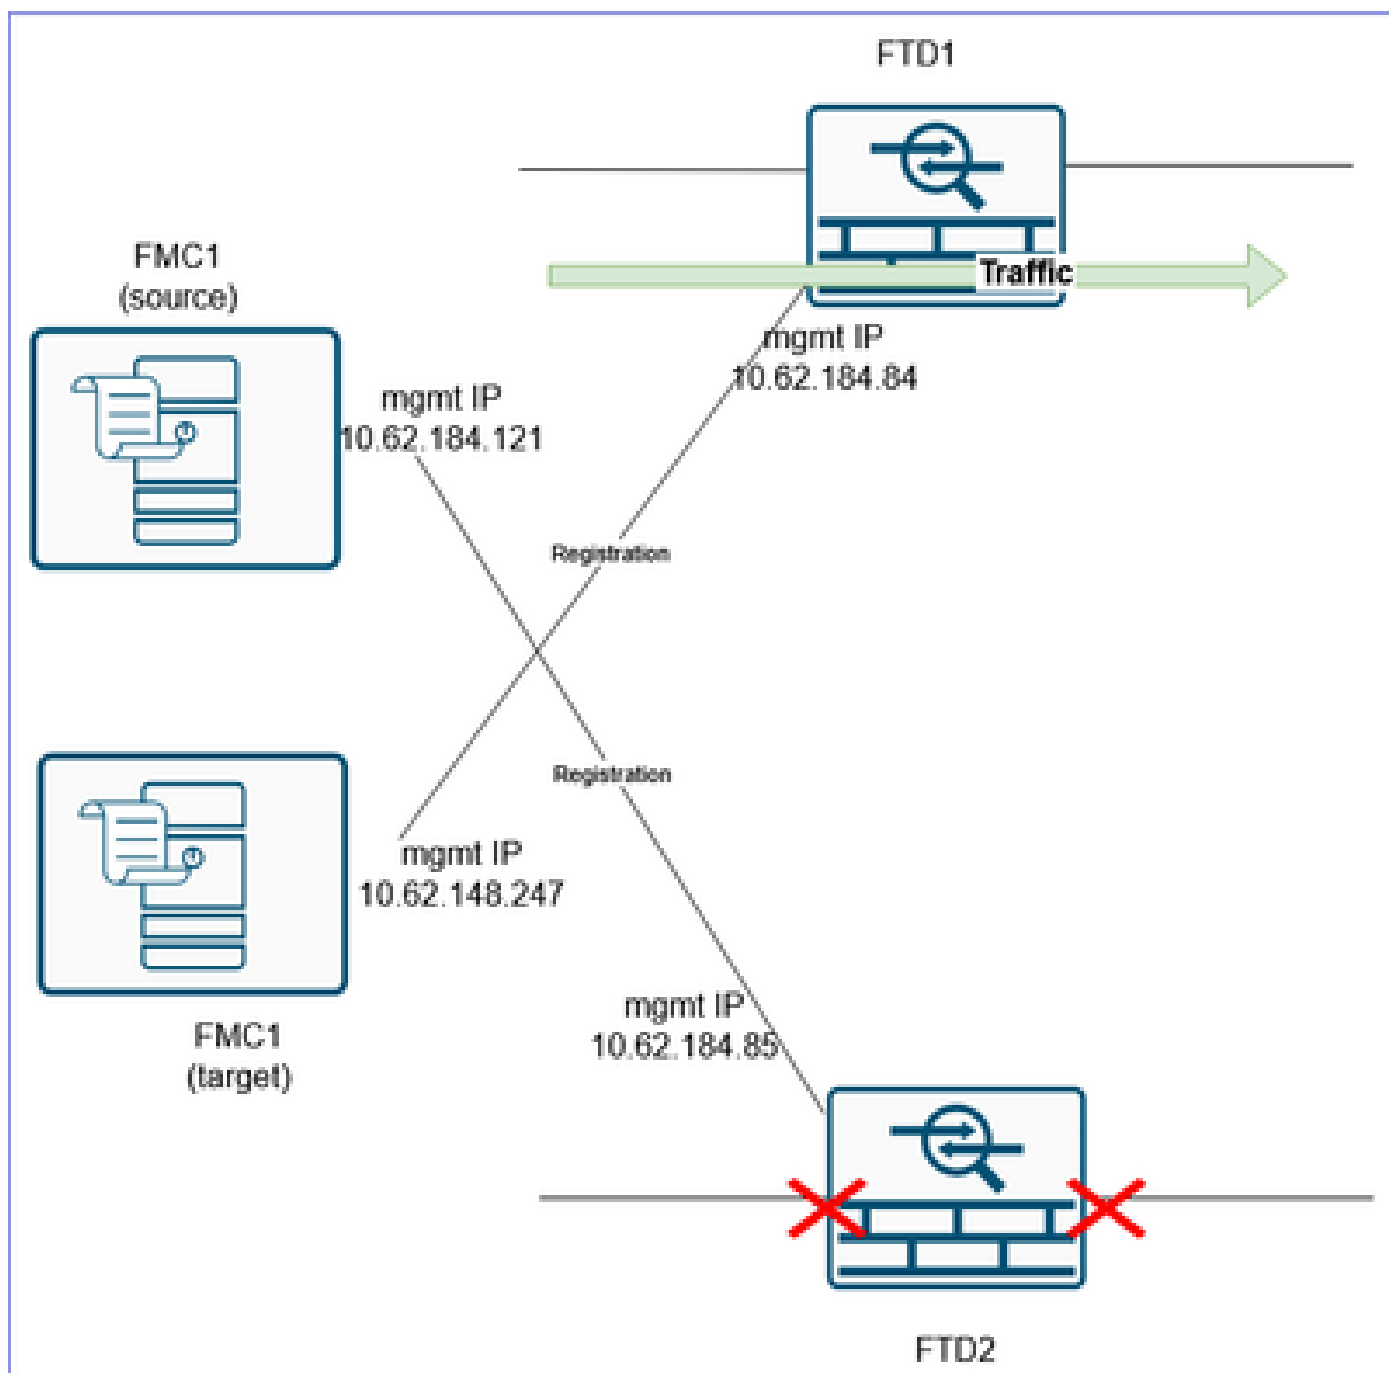 FTD1
Traffic
FMC1
(source)
mgmt IP
10.62.184.84
mgmt IP
10.62.184.121
Registration
Registration
mgmt IP
10.62.148.247
mgmt IP
10.62.184.85
FMC1
(target)
FTD2